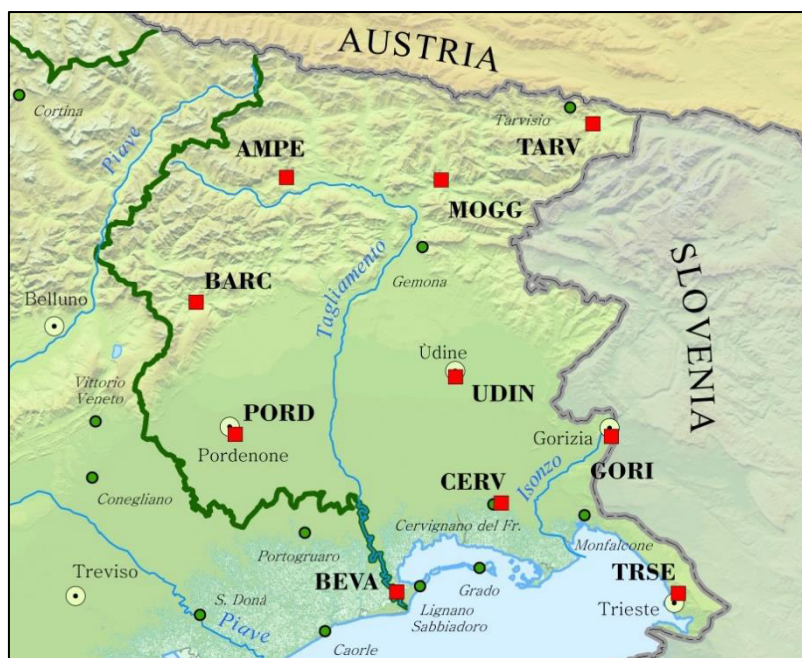 AUSTRIA
Cortina
Piave
AMPE
Tarvisio
TARV
MOGG
SLOVENIA
Gemona
BARC
Tagliamento
Belluno
Ùdine
UDIN
Vittorio
Veneto
PORD
Pordenone
Gorizia
GORI
Isonzo
CERV
Conegliano
Cervignano del Fr.
Monfalcone
Portogruaro
Treviso
BEVA
Grado
TRSE
Trieste
S. Donà
Lignano
Sabbiadoro
Piave
Caorle